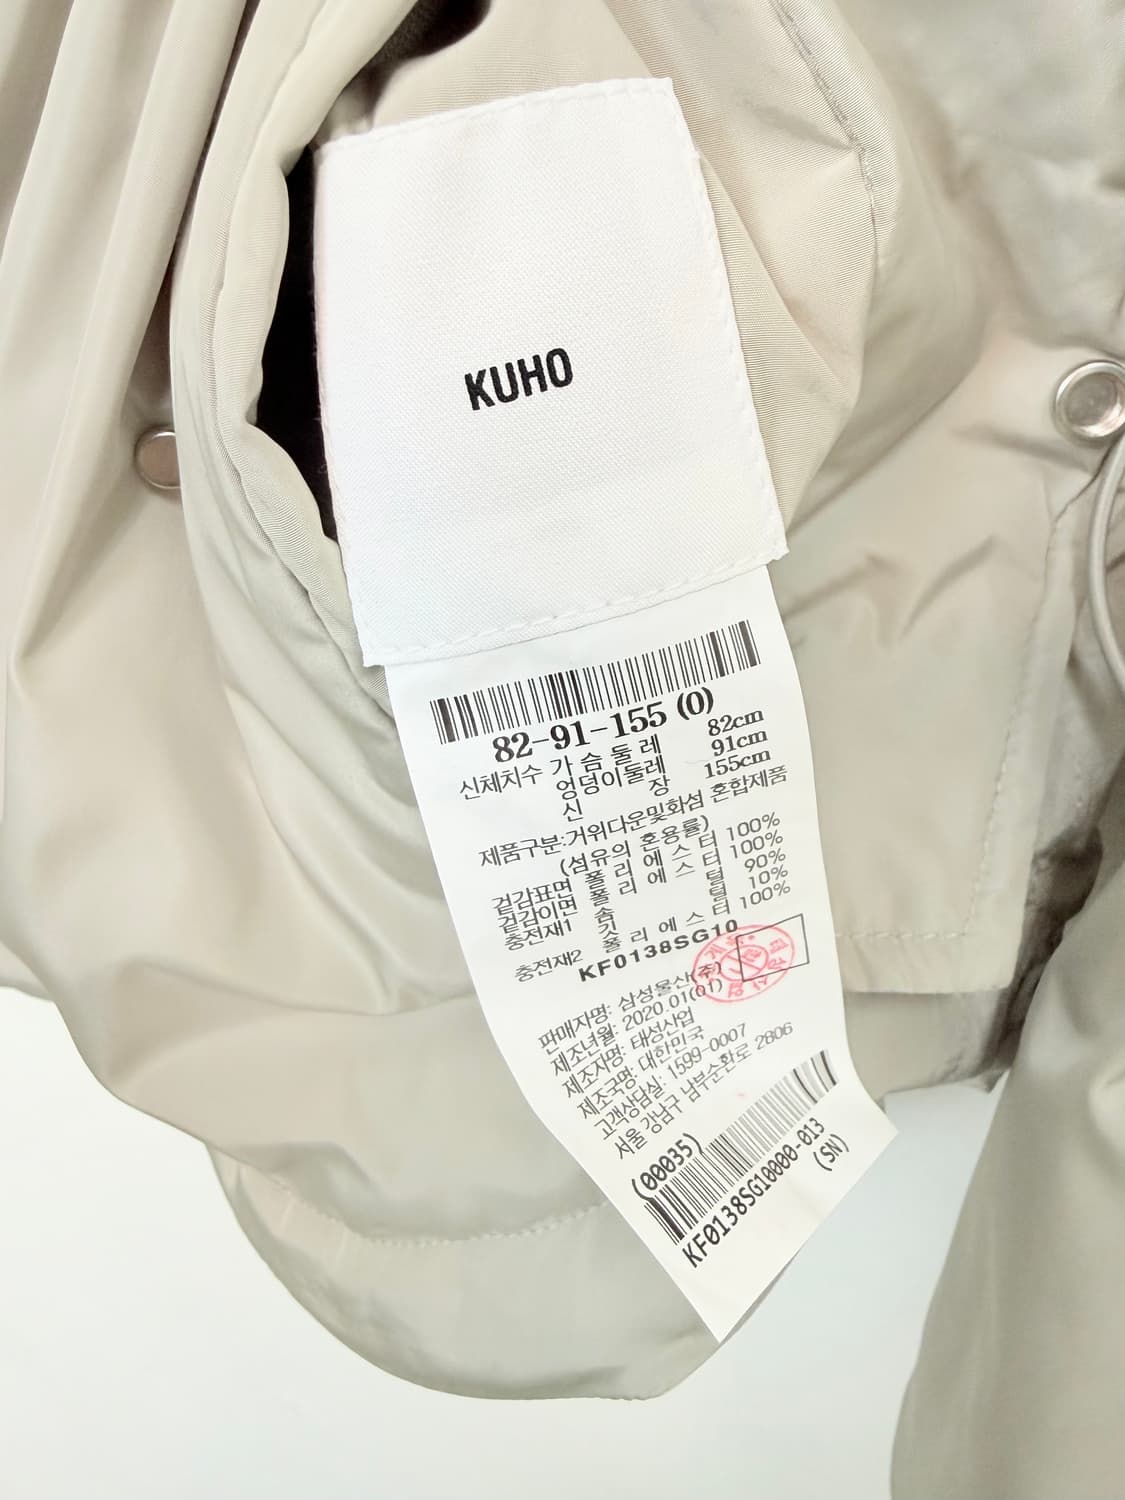 KUHO
82-91-155 (0)
신체치수 가 슴 둘 레 82cm
엉덩이둘레 91cm
신 장 155cm
제품구분:거위다운및화섬 혼합제품
(섬유의 혼용률)
겉감표면 폴 리 에 스 터 100%
겉감이면 폴 리 에 스 터 100%
충전재1 솜 털 90%
깃 털 10%
충전재2 폴 리 에 스 터 100%
KF0138SG10
판매자명: 삼성물산(주)
제조년월: 2020.01(01)
제조자명: 태성산업
제조국명: 대한민국
고객상담실: 1599-0007
서울 강남구 남부순환로 2806
(00035)
KF0138SG10000-013
(SN)